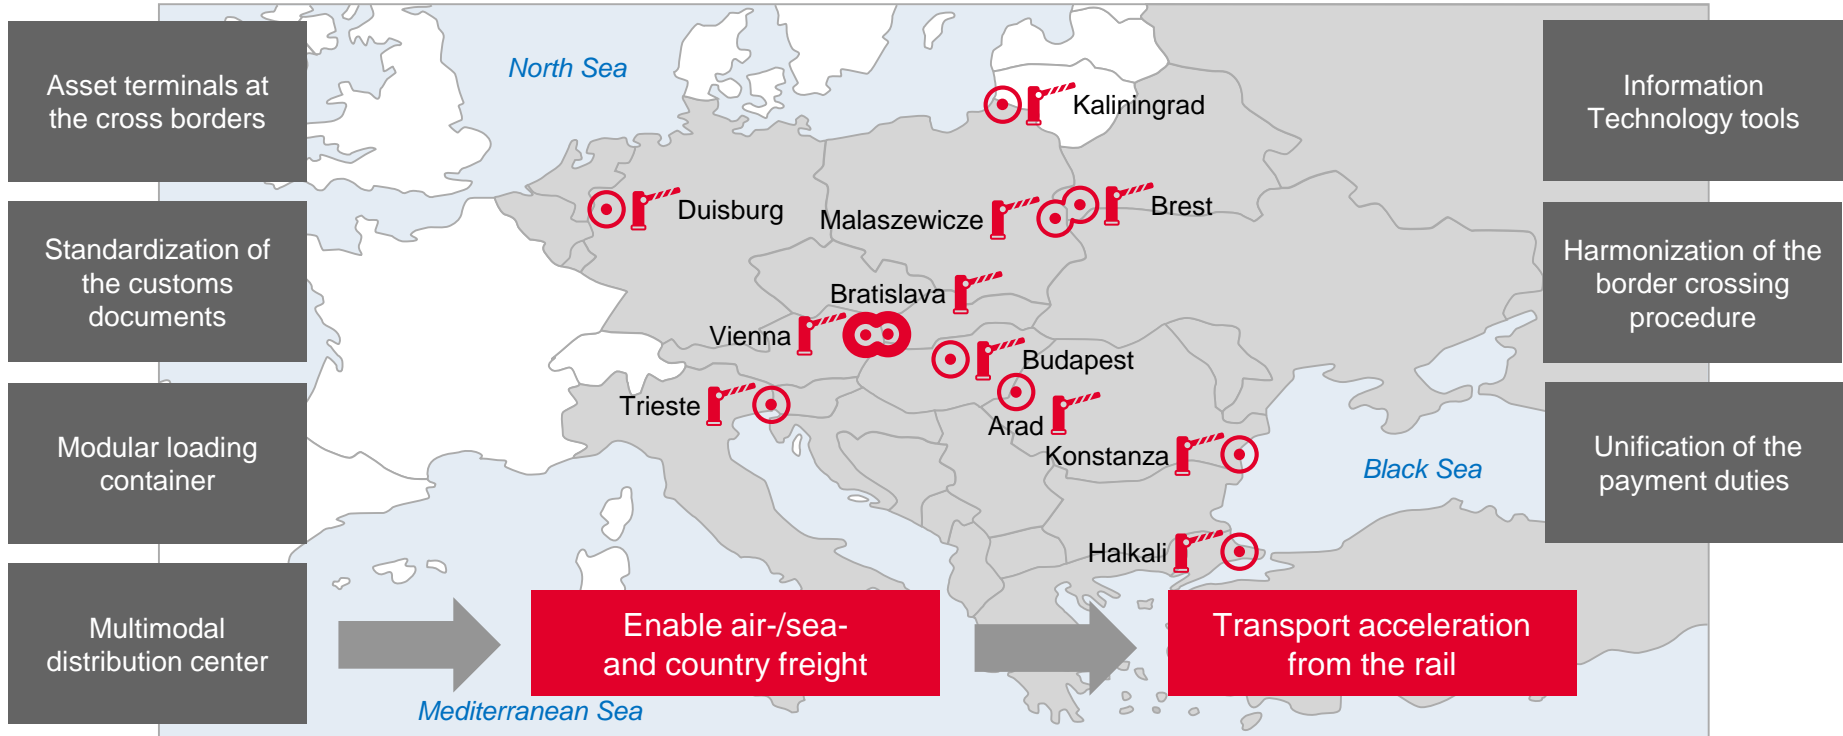 Asset terminals at
the cross borders
Standardization of
the customs
documents
Modular loading
container
Multimodal
distribution center
North Sea
Kaliningrad
Duisburg
Malaszewicze
Brest
Bratislava
Vienna
Budapest
Trieste
Arad
Konstanza
Black Sea
Halkali
Enable air-/sea-
and country freight
Transport acceleration
from the rail
Mediterranean Sea
Information
Technology tools
Harmonization of the
border crossing
procedure
Unification of the
payment duties